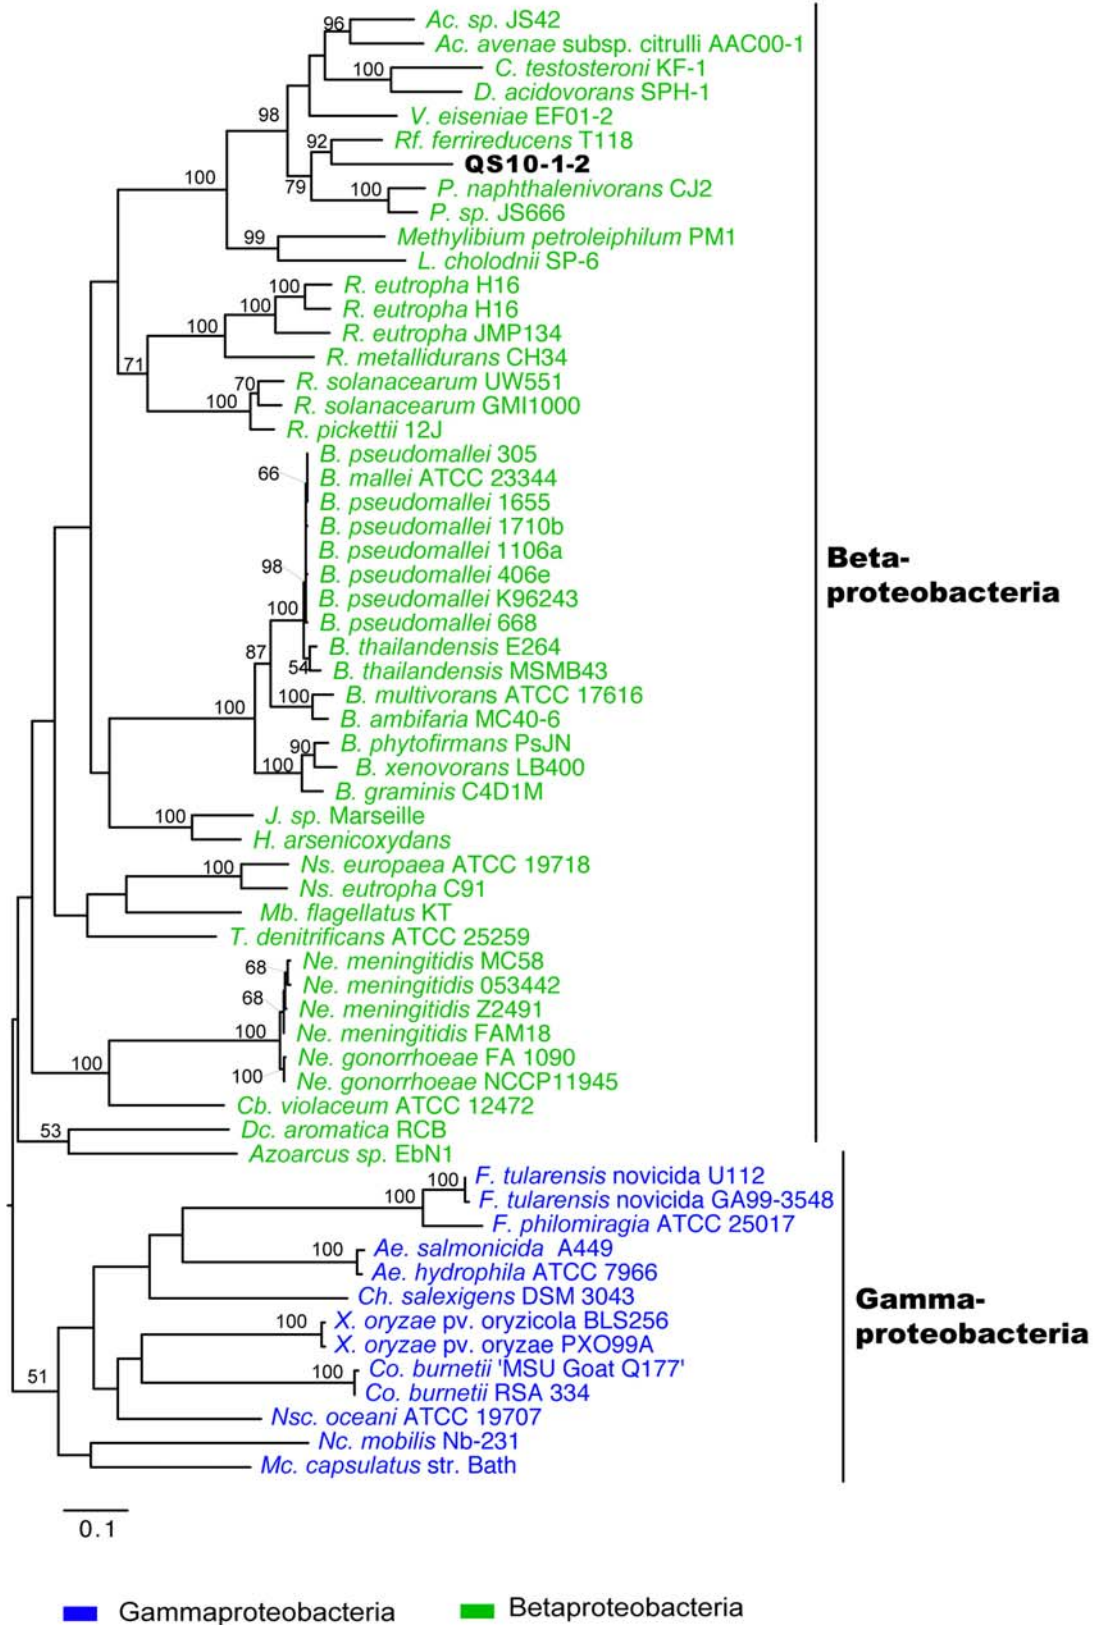 96
Ac. sp. JS42
Ac. avenae subsp. citrulli AAC00-1
100
C. testosteroni KF-1
D. acidovorans SPH-1
98
V. eiseniae EF01-2
92
Rf. ferrireducens T118
QS10-1-2
79
100
100
P. naphthalenivorans CJ2
P. sp. JS666
99
Methylibium petroleiphilum PM1
L. cholodnii SP-6
100
R. eutropha H16
100
R. eutropha H16
100
R. eutropha JMP134
71
R. metallidurans CH34
70
R. solanacearum UW551
100
R. solanacearum GMI1000
R. pickettii 12J
B. pseudomallei 305
66
B. mallei ATCC 23344
B. pseudomallei 1655
B. pseudomallei 1710b
B. pseudomallei 1106a
98
B. pseudomallei 406e
B. pseudomallei K96243
100
B. pseudomallei 668
87
B. thailandensis E264
54
B. thailandensis MSMB43
100
B. multivorans ATCC 17616
100
B. ambifaria MC40-6
90
B. phytofirmans PsJN
100
B. xenovorans LB400
B. graminis C4D1M
100
J. sp. Marseille
H. arsenicoxydans
100
Ns. europaea ATCC 19718
Ns. eutropha C91
Mb. flagellatus KT
T. denitrificans ATCC 25259
68
Ne. meningitidis MC58
Ne. meningitidis 053442
68
Ne. meningitidis Z2491
100
Ne. meningitidis FAM18
100
Ne. gonorrhoeae FA 1090
100
Ne. gonorrhoeae NCCP11945
Cb. violaceum ATCC 12472
53
Dc. aromatica RCB
Azoarcus sp. EbN1
Beta-
proteobacteria
100
F. tularensis novicida U112
100
F. tularensis novicida GA99-3548
F. philomiragia ATCC 25017
100
Ae. salmonicida A449
Ae. hydrophila ATCC 7966
Ch. salexigens DSM 3043
100
X. oryzae pv. oryzicola BLS256
X. oryzae pv. oryzae PXO99A
51
100
Co. burnetii 'MSU Goat Q177'
Co. burnetii RSA 334
Nsc. oceani ATCC 19707
Nc. mobilis Nb-231
Mc. capsulatus str. Bath
Gamma-
proteobacteria
0.1
Gammaproteobacteria
Betaproteobacteria